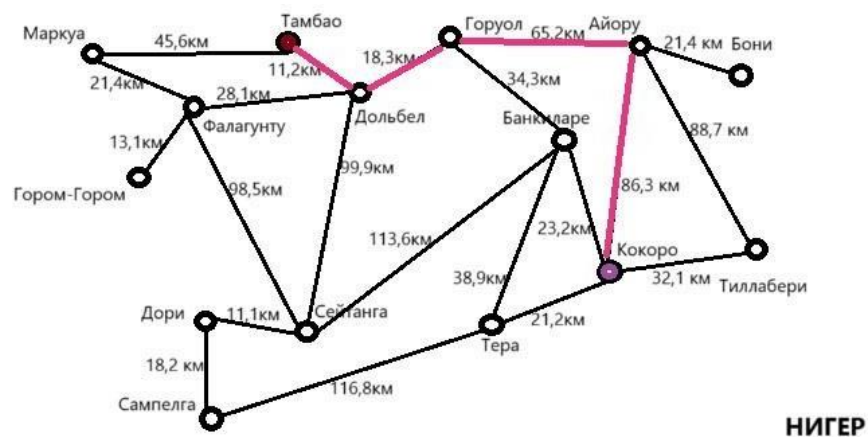 Тамбао
Горуол
Айору
Маркуа
45,6км
65,2км
18,3км
21,4 км
Бони
11,2км
21,4км
34,3км
28,1км
Фалагунту
Дольбел
Банкиларе
88,7 км
13,1км
99,9км
Гором-Гором
98,5км
86,3 км
113,6км
23,2км
Кокоро
38,9км
32,1 км
Тиллабери
Дори
11,1км
Сейтанга
21,2км
Тера
18,2 км
116,8км
Сампелга
НИГЕР